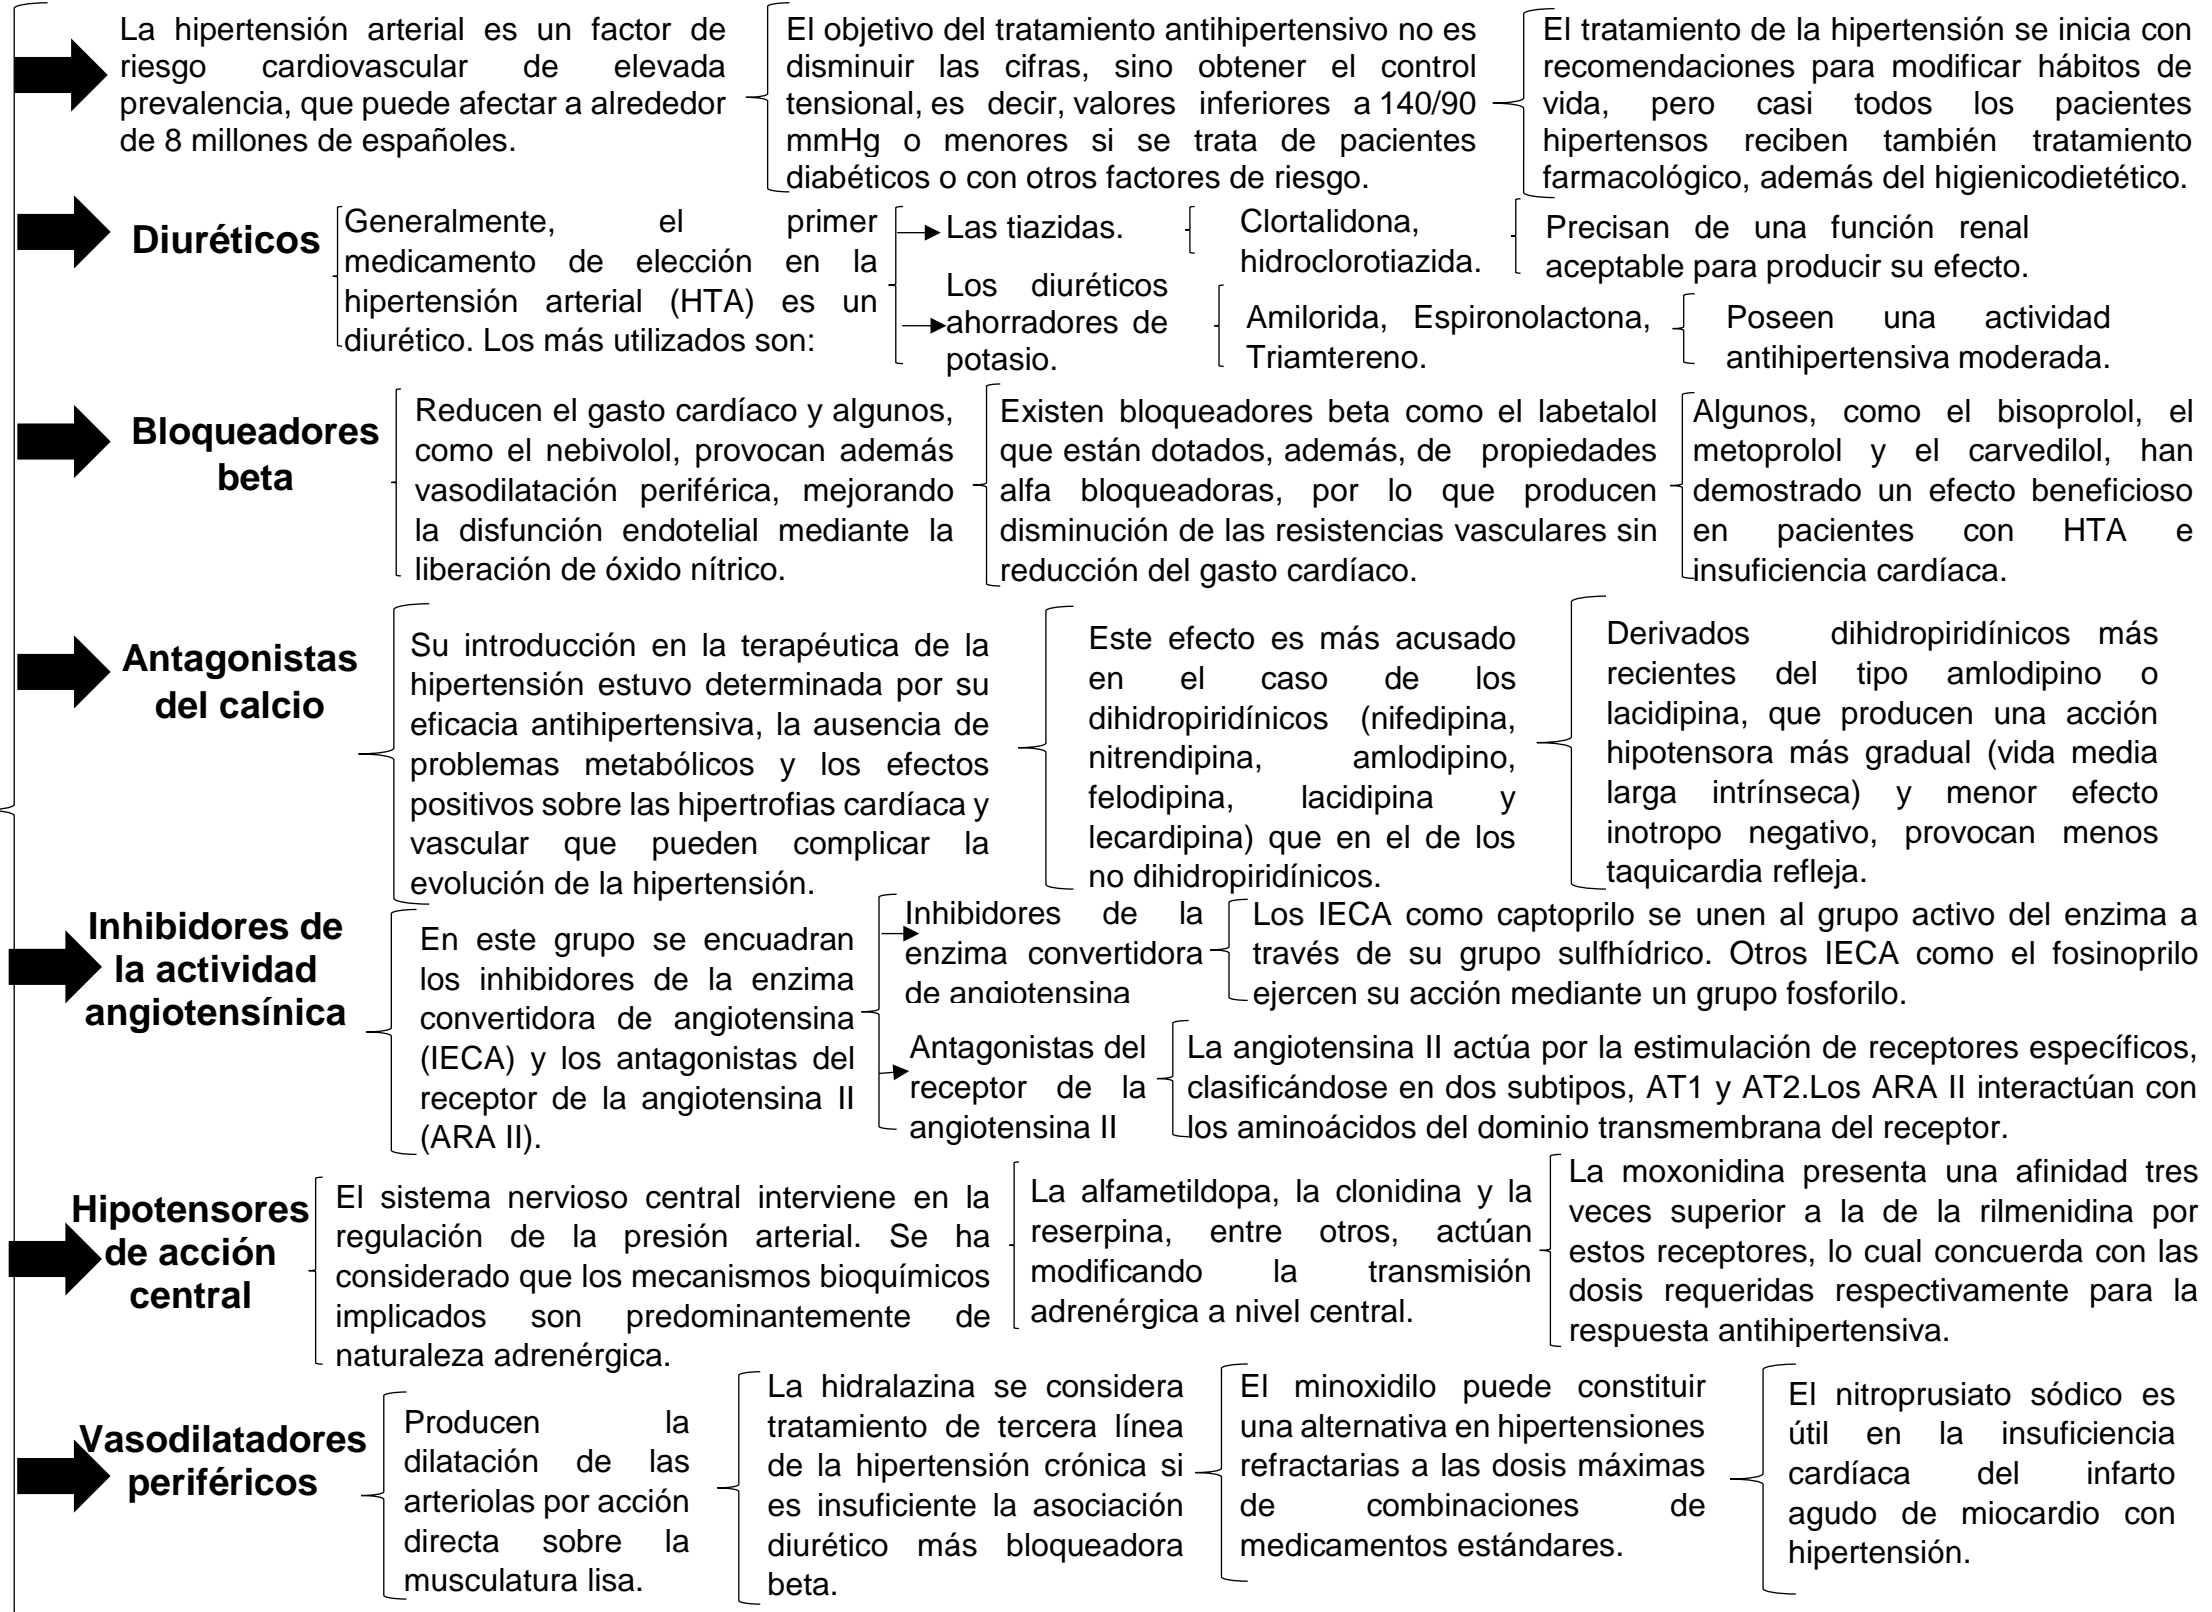 La hipertensión arterial es un factor de
riesgo cardiovascular de elevada
prevalencia, que puede afectar a alrededor
de 8 millones de españoles.
El objetivo del tratamiento antihipertensivo no es
disminuir las cifras, sino obtener el control
tensional, es decir, valores inferiores a 140/90
mmHg o menores si se trata de pacientes
diabéticos o con otros factores de riesgo.
El tratamiento de la hipertensión se inicia con
recomendaciones para modificar hábitos de
vida, pero casi todos los pacientes
hipertensos reciben también tratamiento
farmacológico, además del higienicodietético.
Diuréticos
Generalmente, el primer
medicamento de elección en la
hipertensión arterial (HTA) es un
diurético. Los más utilizados son:
Las tiazidas.
Clortalidona,
hidroclorotiazida.
Precisan de una función renal
aceptable para producir su efecto.
Los diuréticos
ahorradores de
potasio.
Amilorida, Espironolactona,
Triamtereno.
Poseen una actividad
antihipertensiva moderada.
Bloqueadores
beta
Reducen el gasto cardíaco y algunos,
como el nebivolol, provocan además
vasodilatación periférica, mejorando
la disfunción endotelial mediante la
liberación de óxido nítrico.
Existen bloqueadores beta como el labetalol
que están dotados, además, de propiedades
alfa bloqueadoras, por lo que producen
disminución de las resistencias vasculares sin
reducción del gasto cardíaco.
Algunos, como el bisoprolol, el
metoprolol y el carvedilol, han
demostrado un efecto beneficioso
en pacientes con HTA e
insuficiencia cardíaca.
Antagonistas
del calcio
Su introducción en la terapéutica de la
hipertensión estuvo determinada por su
eficacia antihipertensiva, la ausencia de
problemas metabólicos y los efectos
positivos sobre las hipertrofias cardíaca y
vascular que pueden complicar la
evolución de la hipertensión.
Este efecto es más acusado
en el caso de los
dihidropiridínicos (nifedipina,
nitrendipina, amlodipino,
felodipina, lacidipina y
lecardipina) que en el de los
no dihidropiridínicos.
Derivados dihidropiridínicos más
recientes del tipo amlodipino o
lacidipina, que producen una acción
hipotensora más gradual (vida media
larga intrínseca) y menor efecto
inotropo negativo, provocan menos
taquicardia refleja.
Inhibidores de
la actividad
angiotensínica
En este grupo se encuadran
los inhibidores de la enzima
convertidora de angiotensina
(IECA) y los antagonistas del
receptor de la angiotensina II
(ARA II).
Inhibidores de la
enzima convertidora
de angiotensina
Los IECA como captoprilo se unen al grupo activo del enzima a
través de su grupo sulfhídrico. Otros IECA como el fosinoprilo
ejercen su acción mediante un grupo fosforilo.
Antagonistas del
receptor de la
angiotensina II
La angiotensina II actúa por la estimulación de receptores específicos,
clasificándose en dos subtipos, AT1 y AT2.Los ARA II interactúan con
los aminoácidos del dominio transmembrana del receptor.
Hipotensores
de acción
central
El sistema nervioso central interviene en la
regulación de la presión arterial. Se ha
considerado que los mecanismos bioquímicos
implicados son predominantemente de
naturaleza adrenérgica.
La alfametildopa, la clonidina y la
reserpina, entre otros, actúan
modificando la transmisión
adrenérgica a nivel central.
La moxonidina presenta una afinidad tres
veces superior a la de la rilmenidina por
estos receptores, lo cual concuerda con las
dosis requeridas respectivamente para la
respuesta antihipertensiva.
Vasodilatadores
periféricos
Producen la
dilatación de las
arteriolas por acción
directa sobre la
musculatura lisa.
La hidralazina se considera
tratamiento de tercera línea
de la hipertensión crónica si
es insuficiente la asociación
diurético más bloqueadora
beta.
El minoxidilo puede constituir
una alternativa en hipertensiones
refractarias a las dosis máximas
de combinaciones de
medicamentos estándares.
El nitroprusiato sódico es
útil en la insuficiencia
cardíaca del infarto
agudo de miocardio con
hipertensión.